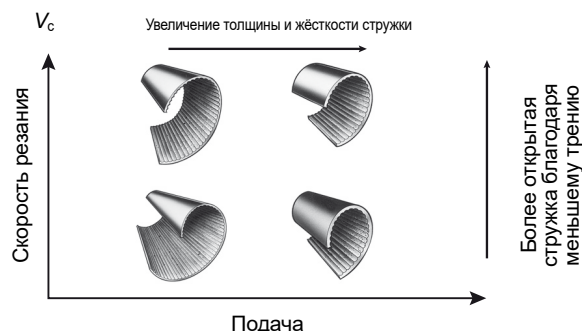 Vc
Увеличение толщины и жёсткости стружки
Скорость резания
Более открытая
стружка благодаря
меньшему трению
Подача